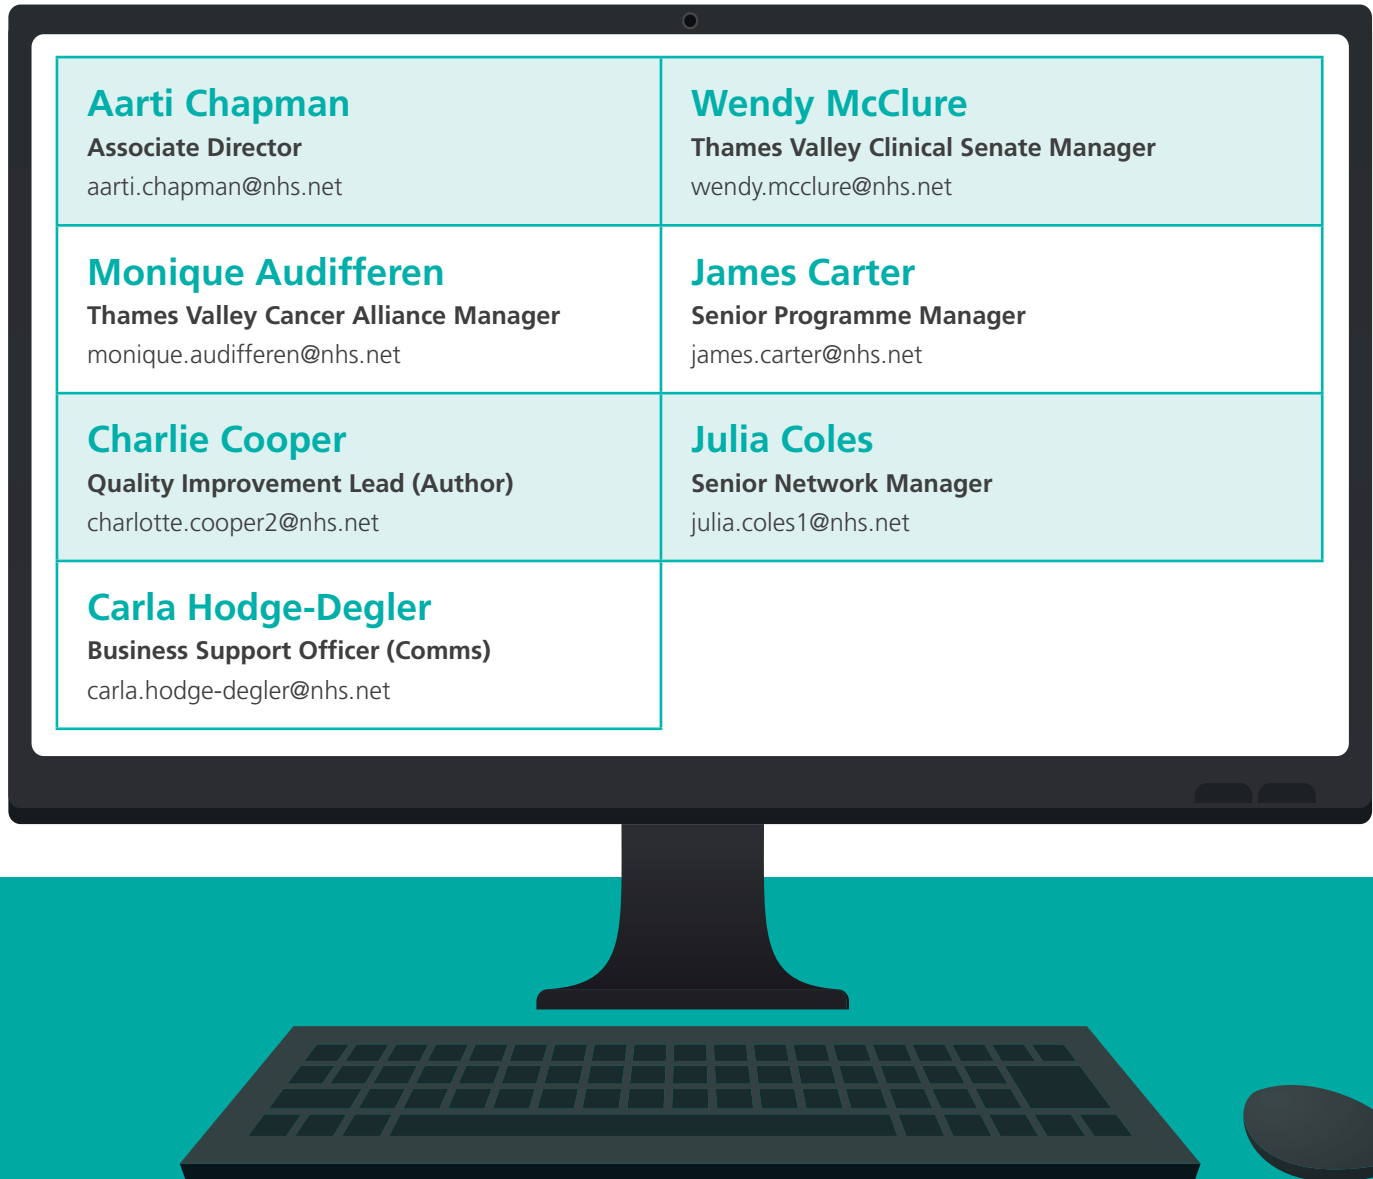 Aarti Chapman
Associate Director
aarti.chapman@nhs.net
Wendy McClure
Thames Valley Clinical Senate Manager
wendy.mcclure@nhs.net
Monique Audifferen
Thames Valley Cancer Alliance Manager
monique.audifferen@nhs.net
James Carter
Senior Programme Manager
james.carter@nhs.net
Charlie Cooper
Quality Improvement Lead (Author)
charlotte.cooper2@nhs.net
Julia Coles
Senior Network Manager
julia.coles1@nhs.net
Carla Hodge-Degler
Business Support Officer (Comms)
carla.hodge-degler@nhs.net